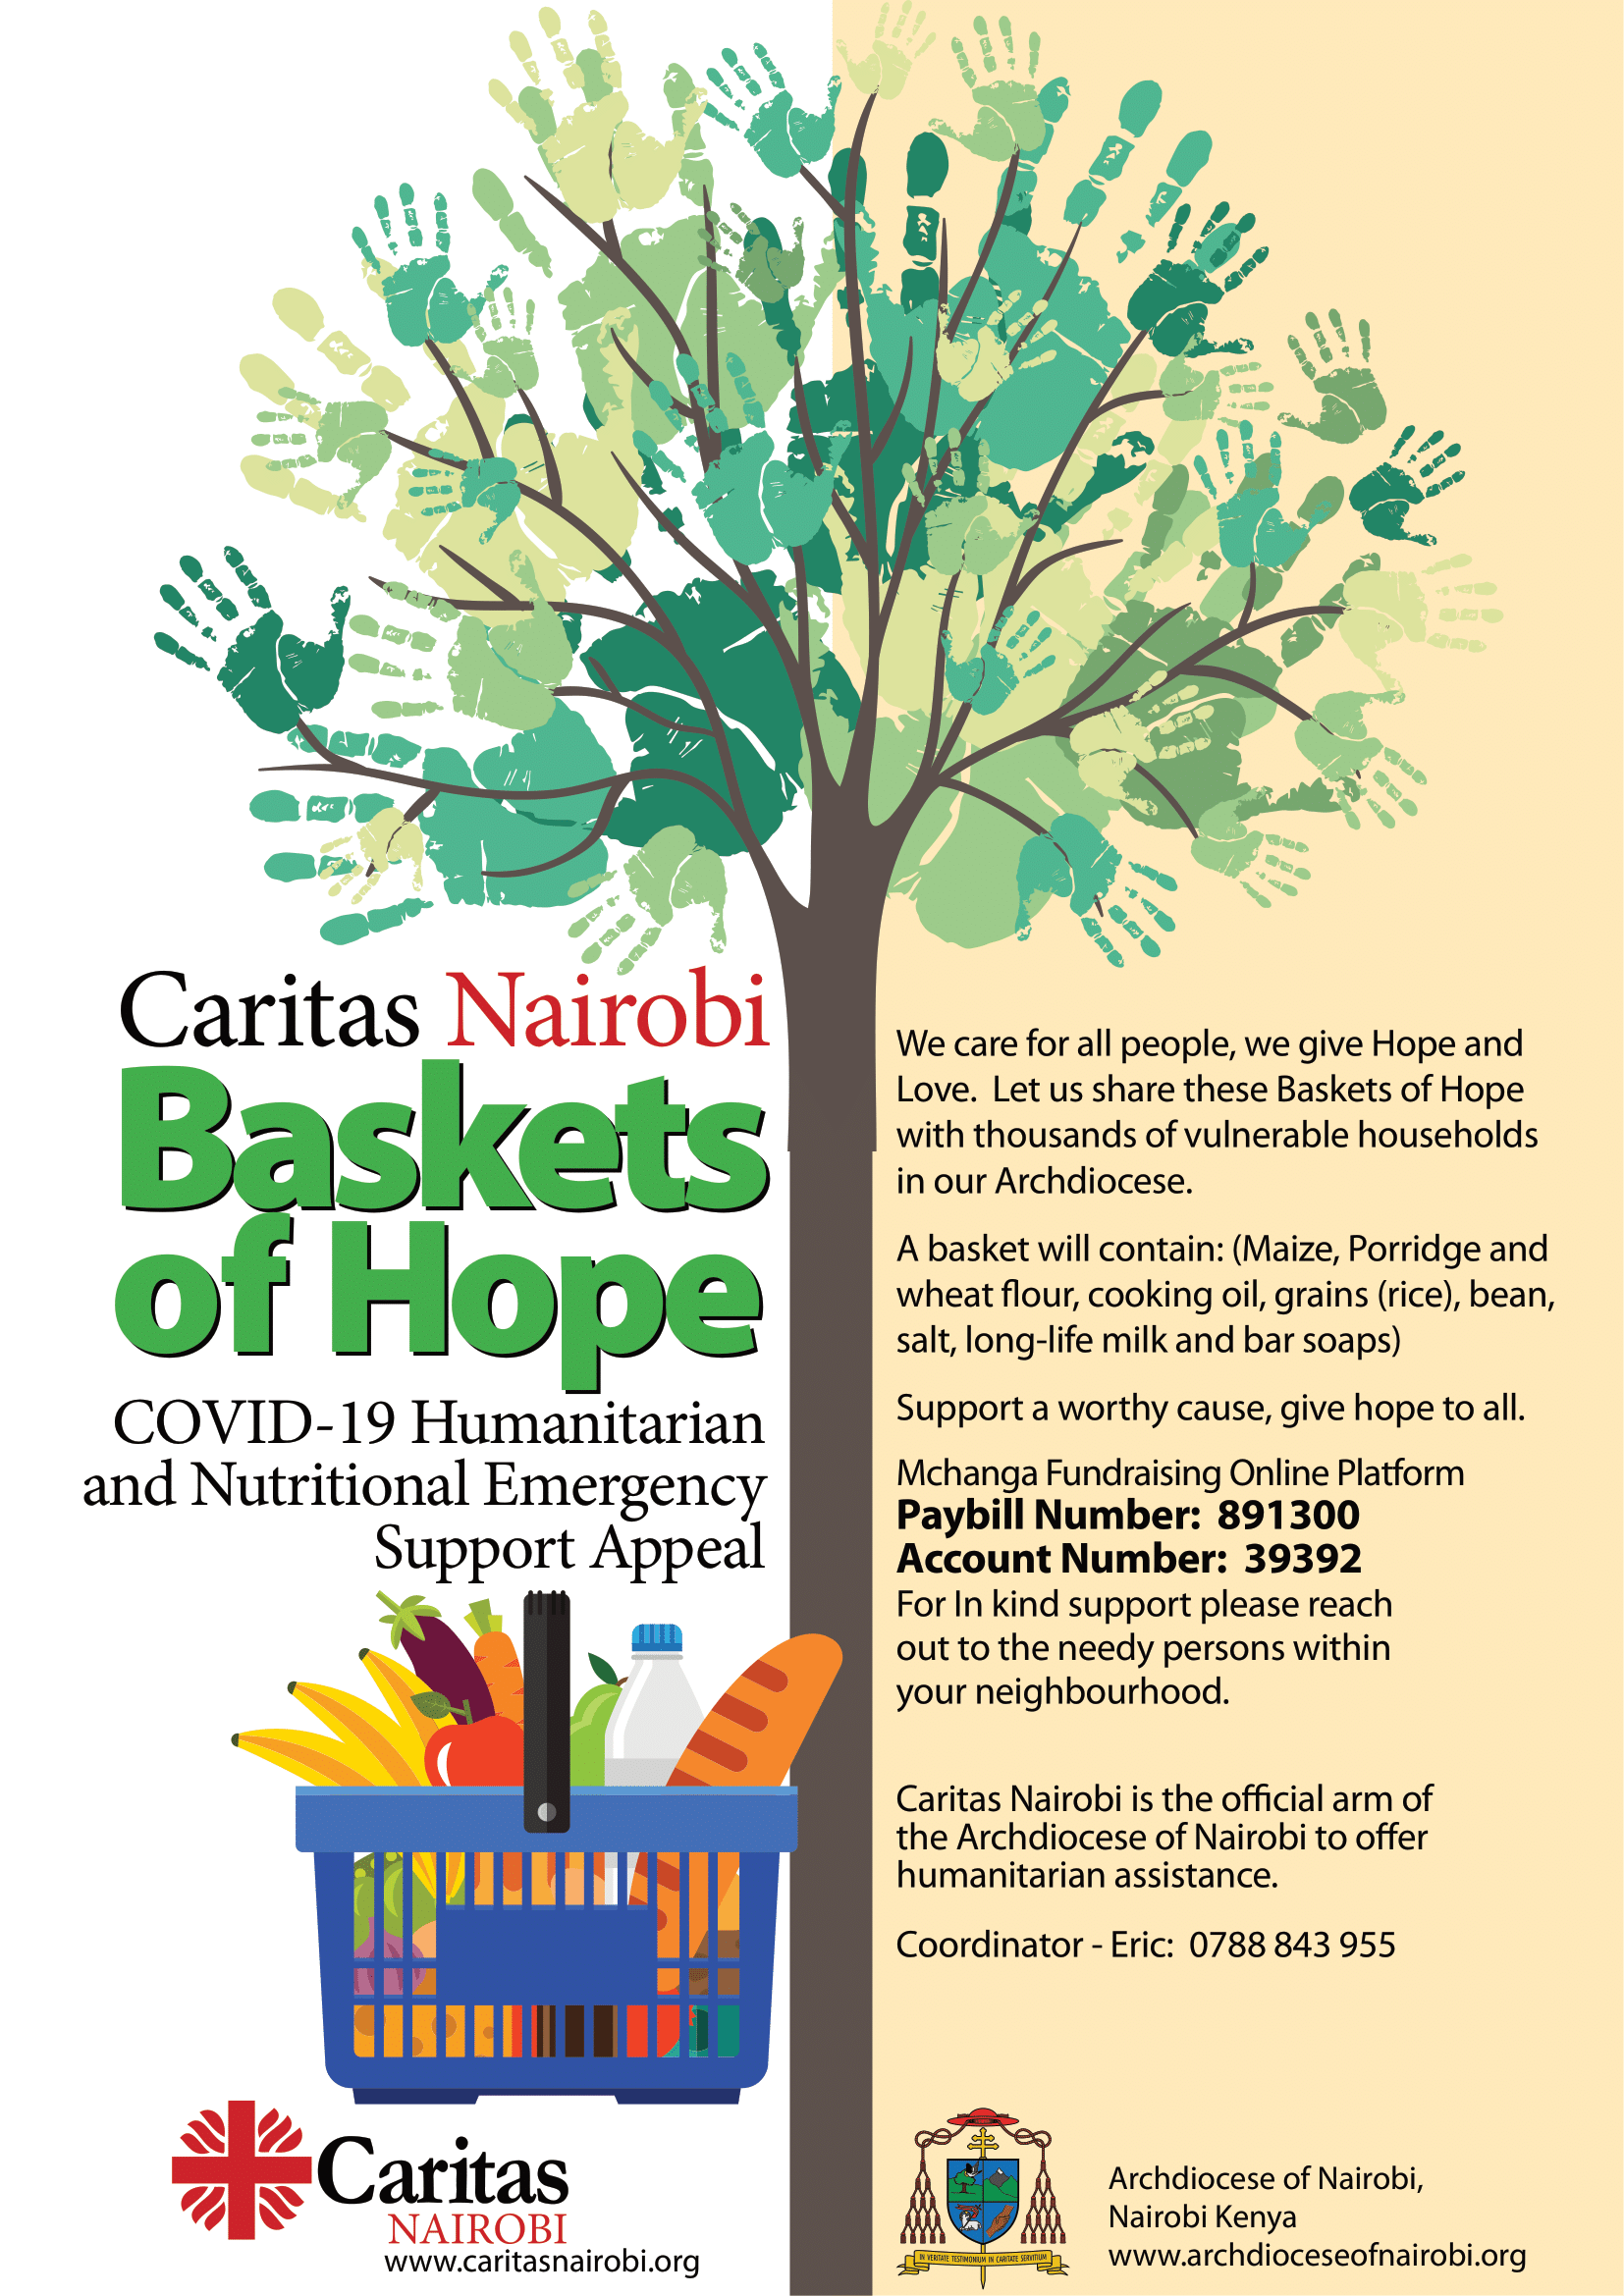 Caritas Nairobi
Baskets
of Hope
COVID-19 Humanitarian
and Nutritional Emergency
Support Appeal
We care for all people, we give Hope and
Love. Let us share these Baskets of Hope
with thousands of vulnerable households
in our Archdiocese.
A basket will contain: (Maize, Porridge and
wheat flour, cooking oil, grains (rice), bean,
salt, long-life milk and bar soaps)
Support a worthy cause, give hope to all.
Mchanga Fundraising Online Platform
Paybill Number: 891300
Account Number: 39392
For In kind support please reach
out to the needy persons within
your neighbourhood.
Caritas Nairobi is the official arm of
the Archdiocese of Nairobi to offer
humanitarian assistance.
Coordinator - Eric: 0788 843 955
Caritas
NAIROBI
www.caritasnairobi.org
IN VERITATE TESTIMONIUM IN CARITATE SERVITIUM
Archdiocese of Nairobi,
Nairobi Kenya
www.archdioceseofnairobi.org